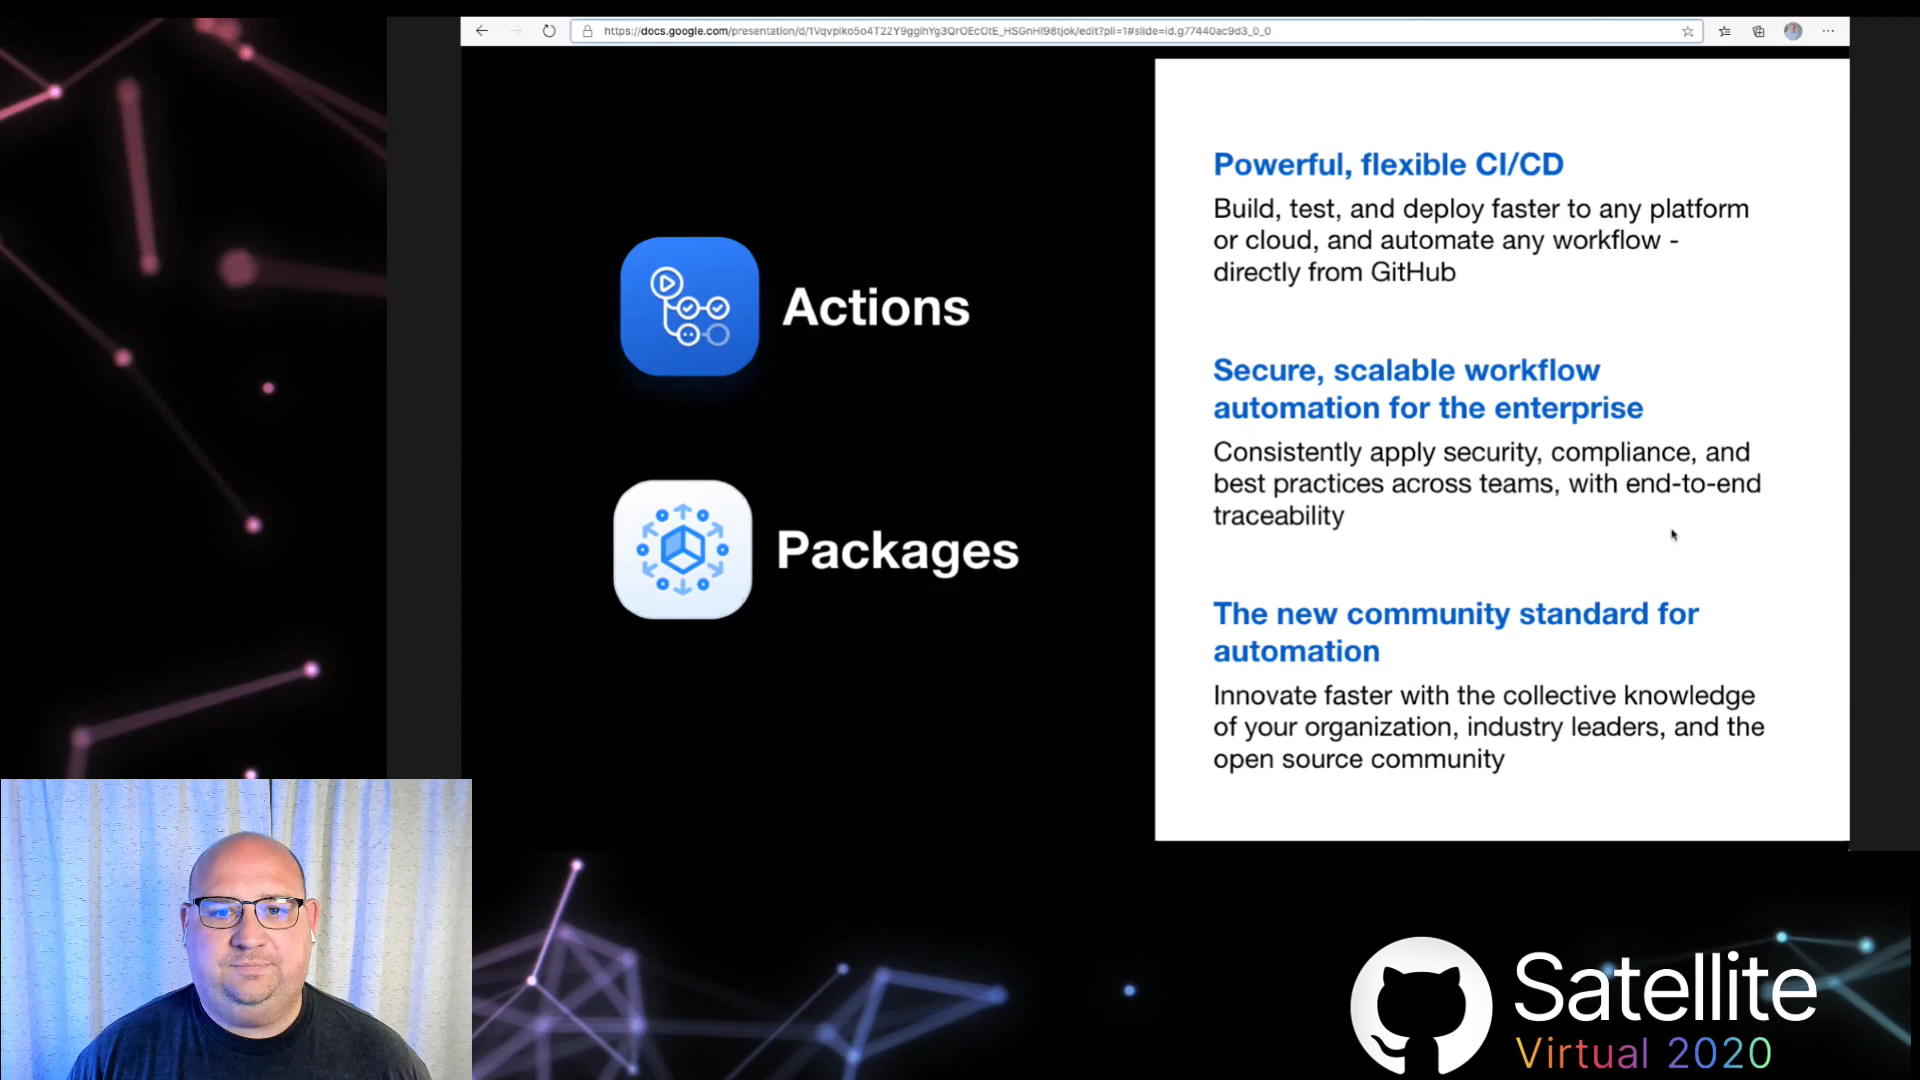 Actions
Packages
Powerful, flexible CI/CD
Build, test, and deploy faster to any platform
or cloud, and automate any workflow -
directly from GitHub
Secure, scalable workflow
automation for the enterprise
Consistently apply security, compliance, and
best practices across teams, with end-to-end
traceability
The new community standard for
automation
Innovate faster with the collective knowledge
of your organization, industry leaders, and the
open source community
Satellite
Virtual 2020